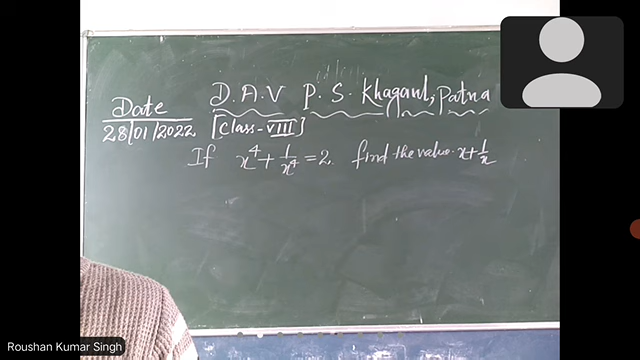 D.A.V P.S. Khagaul, Patna
Date
28/01/2022 [Class-VIII]
If x⁴ + 1/x⁴ = 2. find the value. x + 1/x
Roushan Kumar Singh